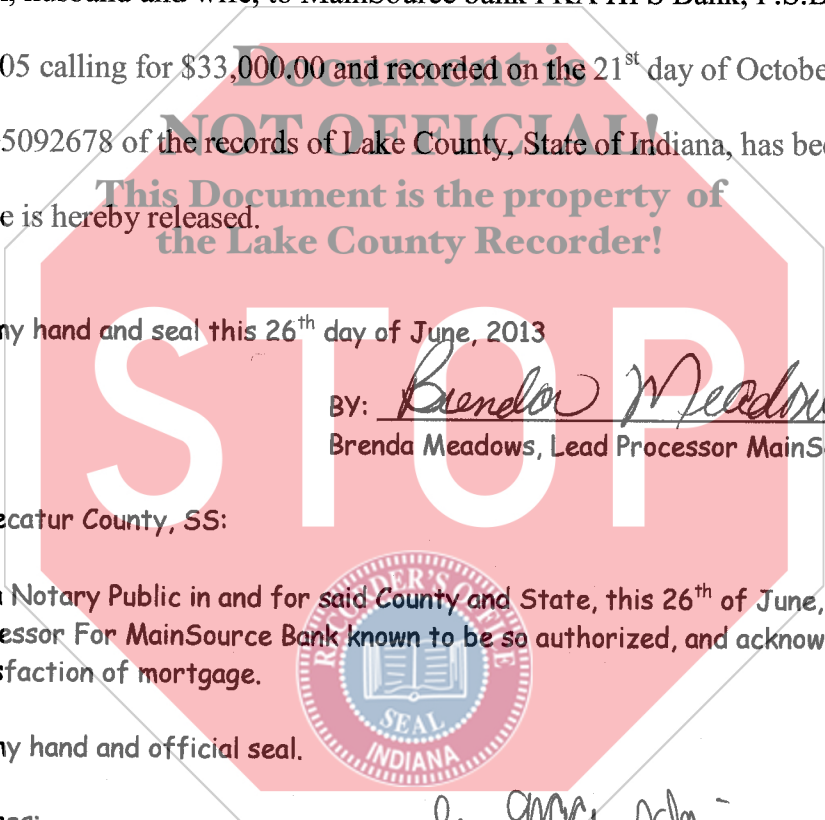 husband and wife, to MainSource bank FKA HFS Bank, F.S.B
Document is
05 calling for $33,000.00 and recorded on the 21st day of Octobe
NOT OFFICIAL!
5092678 of the records of Lake County, State of Indiana, has bee
This Document is the property of
e is hereby released.
the Lake County Recorder!
ny hand and seal this 26th day of June, 2013
STOP
BY: Brenda Meadow
Brenda Meadows, Lead Processor MainS
ecatur County, SS:
Notary Public in and for said County and State, this 26th of June,
essor For MainSource Bank known to be so authorized, and acknow
sfaction of mortgage.
RECORDER'S OFFICE
SEAL
INDIANA
ny hand and official seal.